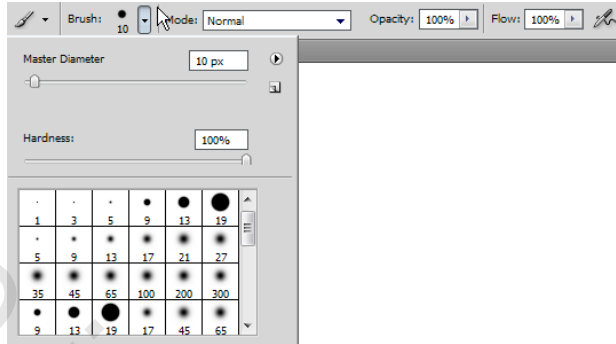 Brush: 10 Mode: Normal Opacity: 100% Flow: 100%
Master Diameter 10 px
Hardness: 100%
1 3 5 9 13 19
5 9 13 17 21 27
35 45 65 100 200 300
9 13 19 17 45 65